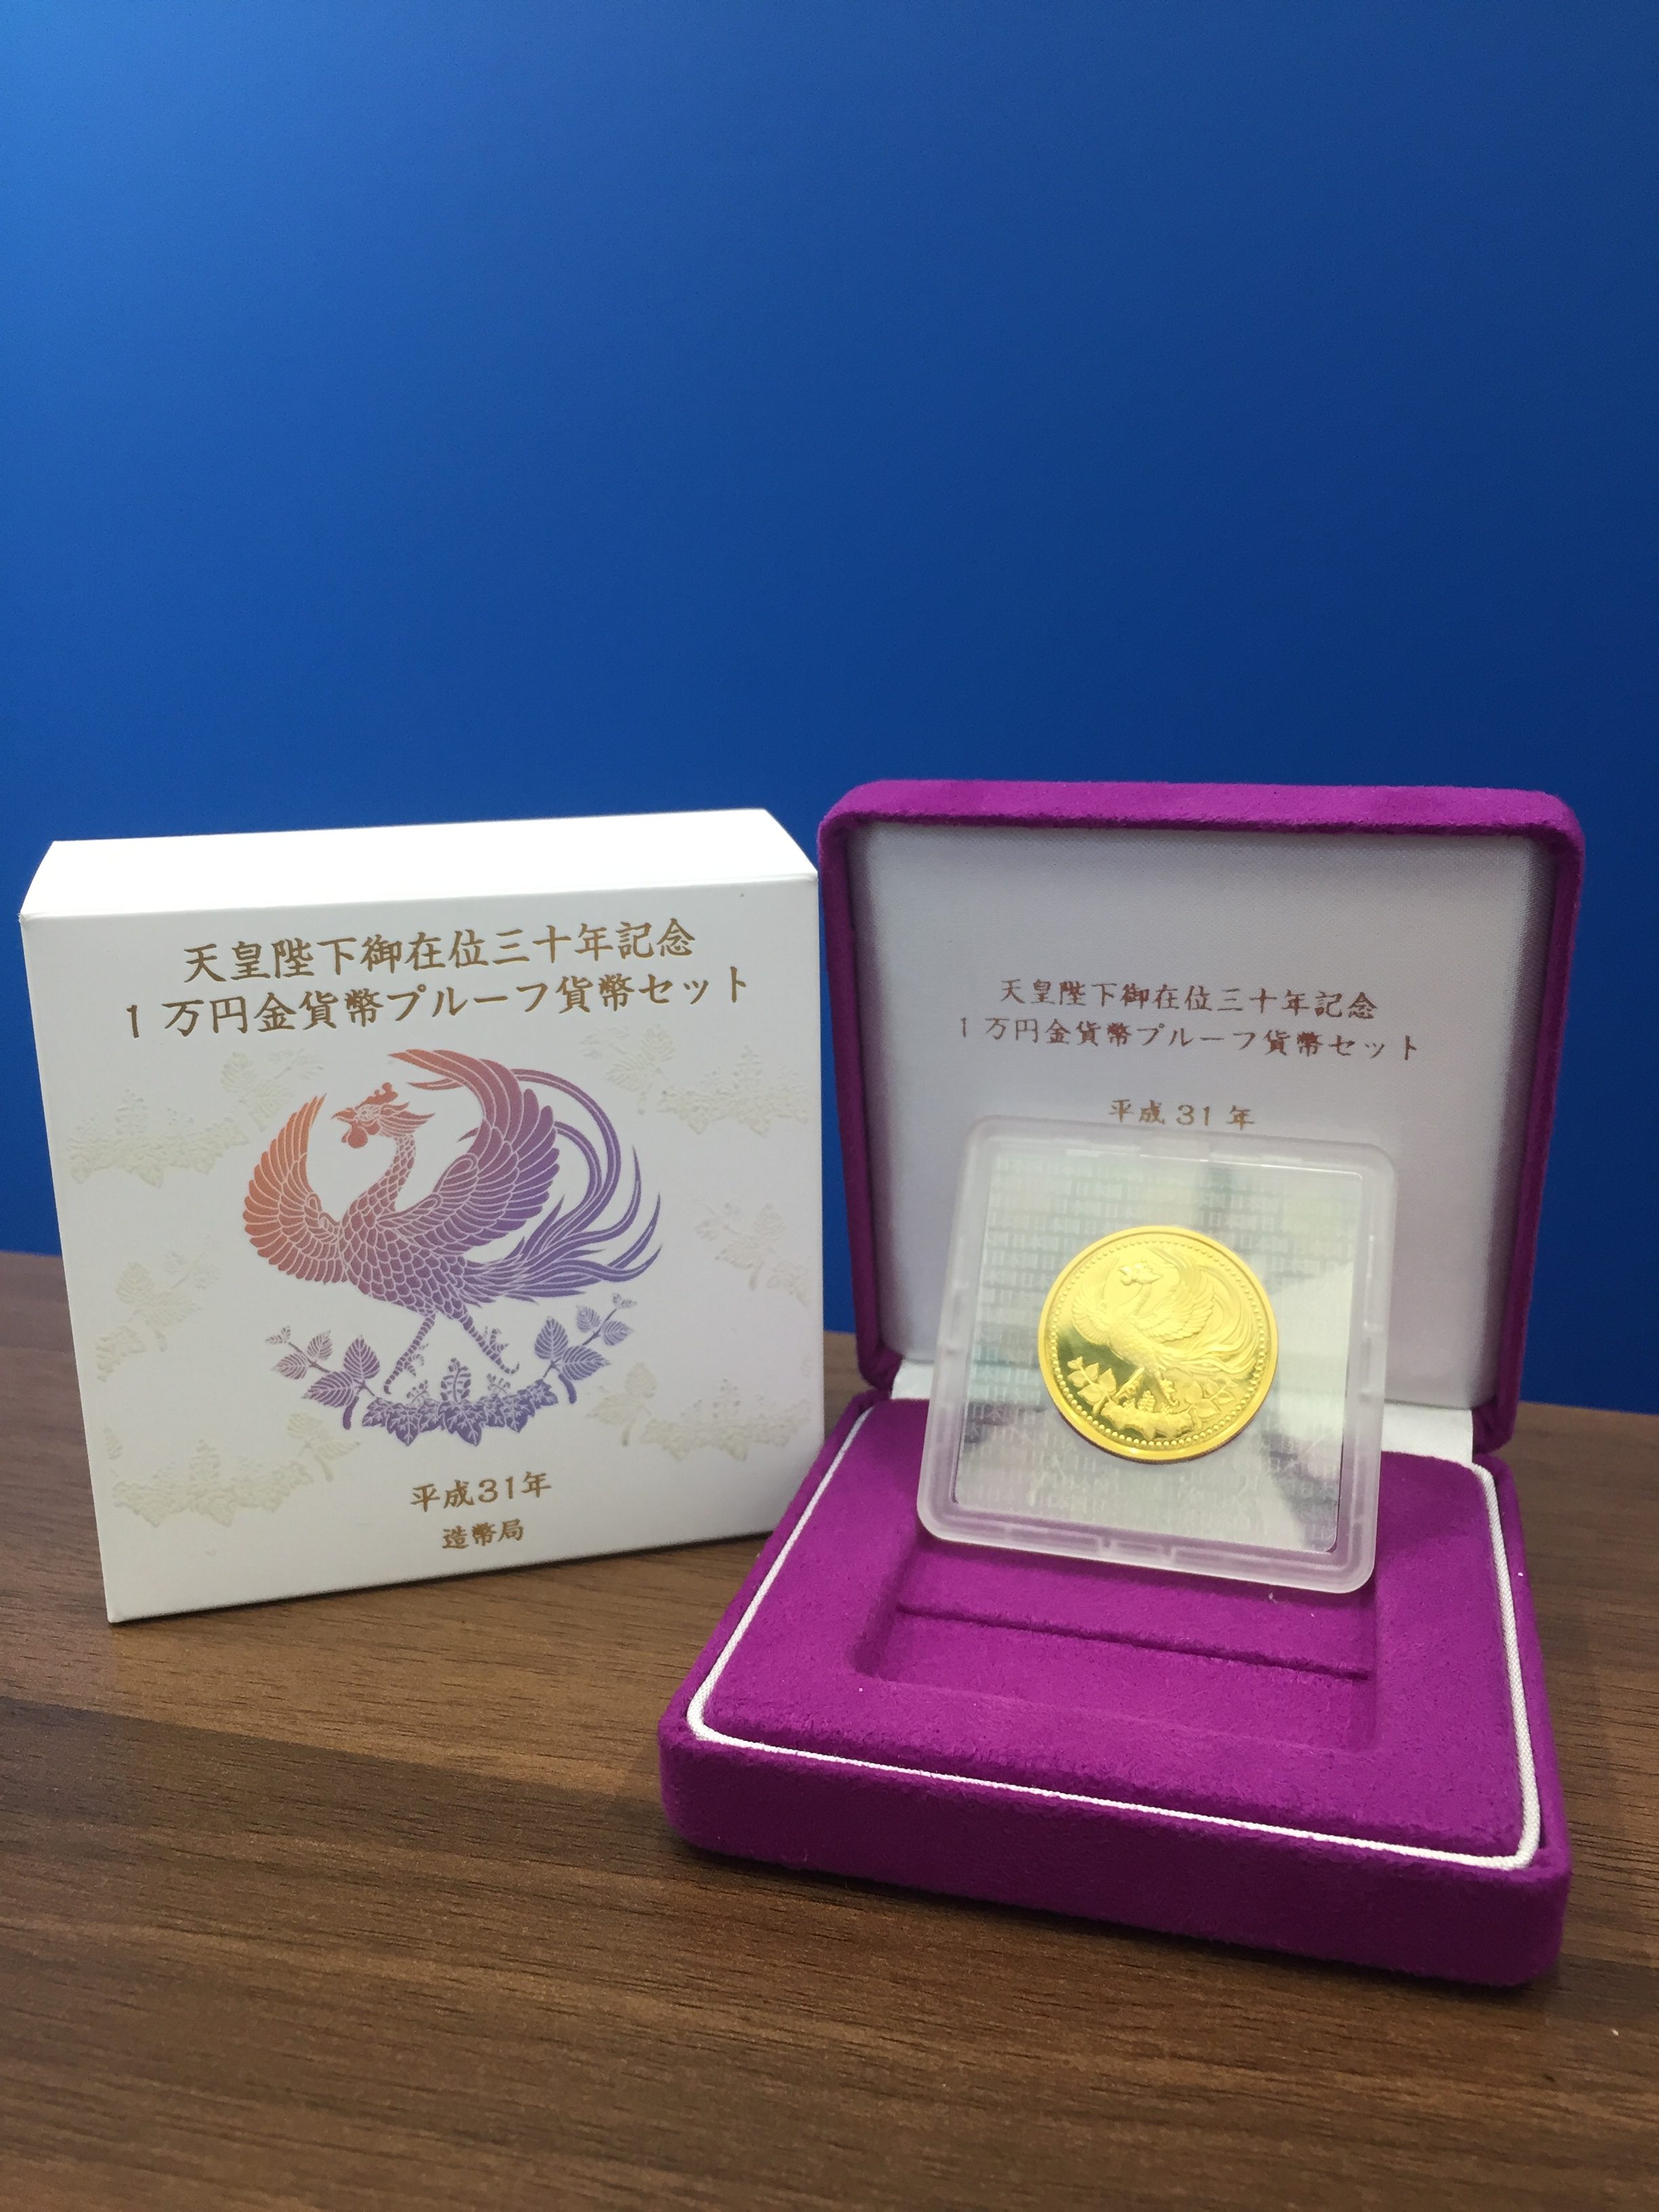 天皇陛下御在位三十年記念
1万円金貨幣プルーフ貨幣セット
平成31年
造幣局
天皇陛下御在位三十年記念
1万円金貨幣プルーフ貨幣セット
平成31年